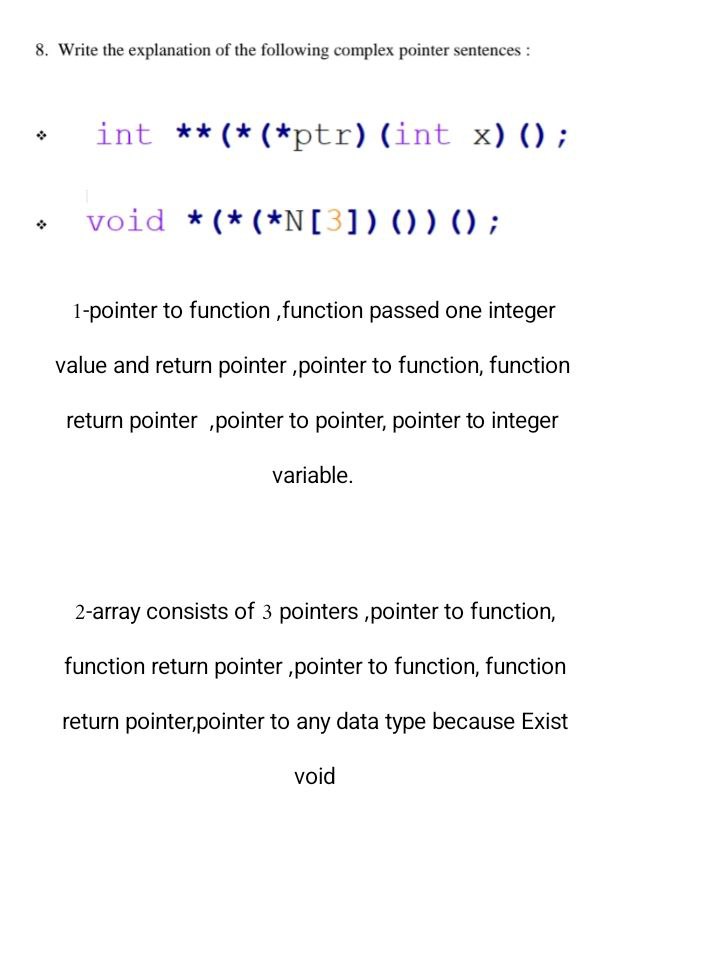 8. Write the explanation of the following complex pointer sentences :
❖ int **(*(*ptr)(int x)();
❖ void *(*(*N[3])())();
1-pointer to function ,function passed one integer
value and return pointer ,pointer to function, function
return pointer ,pointer to pointer, pointer to integer
variable.
2-array consists of 3 pointers ,pointer to function,
function return pointer ,pointer to function, function
return pointer,pointer to any data type because Exist
void